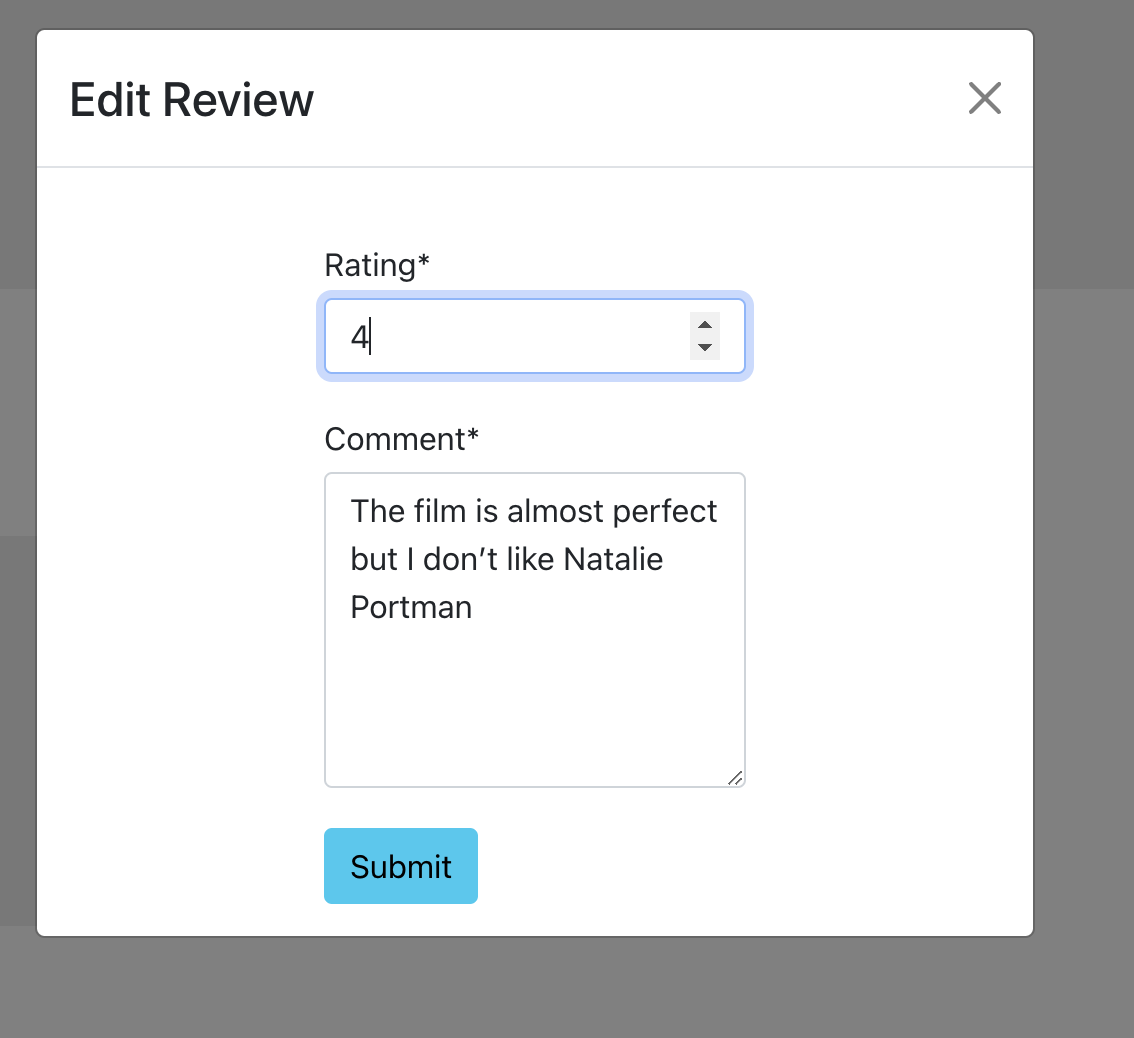 Edit Review
Rating*
4
Comment*
The film is almost perfect
but I don’t like Natalie
Portman
Submit